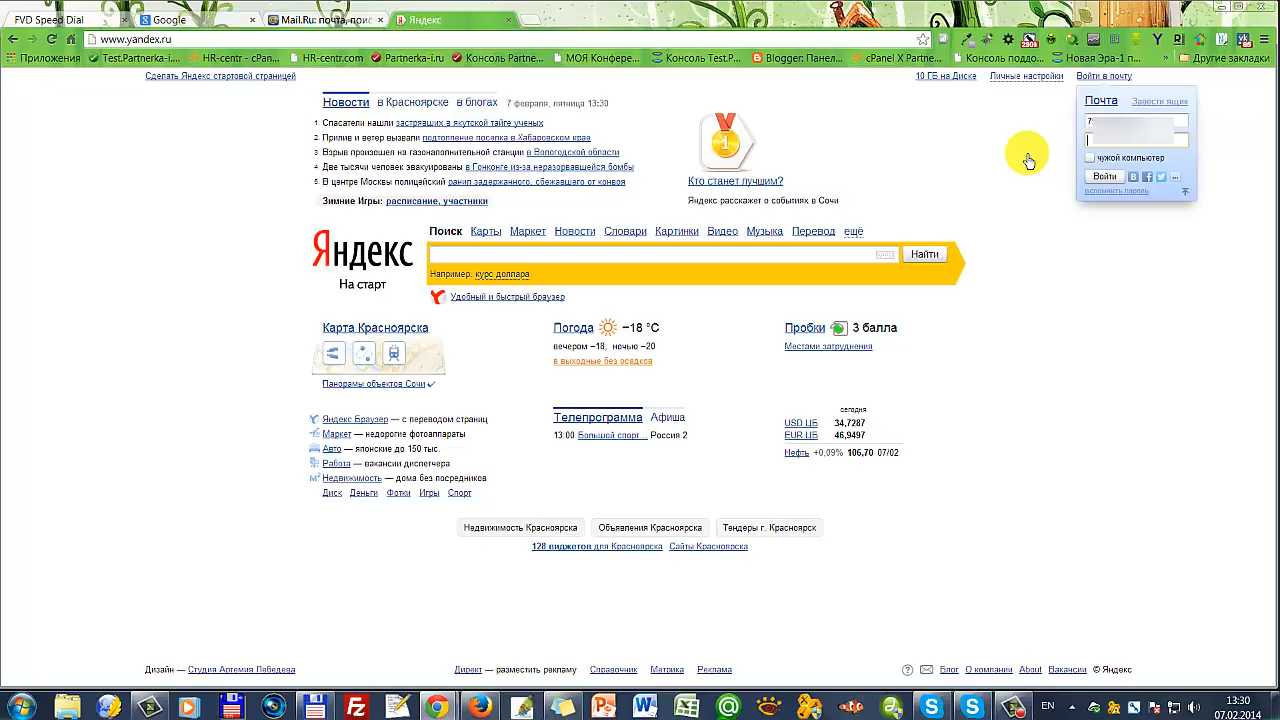 FVD Speed Dial
Google
Mail.Ru: почта, поис
Яндекс
www.yandex.ru
Приложения
Test.Partnerka-i....
HR-centr - cPan...
HR-centr.com
Partnerka-i.ru
Консоль Partne...
МОЯ Конфере...
Консоль Test.P...
Новая Эра-1 п...
Blogger: Панел...
cPanel X Partne...
Консоль поддо...
»
Другие закладки
Сделать Яндекс стартовой страницей
10 ГБ на Диске
Личные настройки
Войти в почту
Новости
в Красноярске
в блогах
7 февраля, пятница 13:30
1. Спасатели нашли застрявших в якутской тайге ученых
2. Прилив и ветер вызвали подтопление поселка в Хабаровском крае
3. Взрыв произошел на газонаполнительной станции в Вологодской области
4. Две тысячи человек эвакуированы в Гонконге из-за неразорвавшейся бомбы
5. В центре Москвы полицейский ранил задержанного, сбежавшего от конвоя
Зимние Игры: расписание, участники
1
Кто станет лучшим?
Яндекс расскажет о событиях в Сочи
Почта
Завести ящик
7
чужой компьютер
Войти
вспомнить пароль
Поиск
Карты
Маркет
Новости
Словари
Картинки
Видео
Музыка
Перевод
ещё
Яндекс
На старт
Найти
Например, курс доллара
Удобный и быстрый браузер
Карта Красноярска
Панорамы объектов Сочи
Погода
−18 °C
вечером −18, ночью −20
в выходные без осадков
Пробки
3 балла
Местами затруднения
Яндекс.Браузер — с переводом страниц
Маркет — недорогие фотоаппараты
Авто — японские до 150 тыс.
Работа — вакансии диспетчера
Недвижимость — дома без посредников
Диск
Деньги
Фотки
Игры
Спорт
Телепрограмма
Афиша
13:00 Большой спорт... Россия 2
сегодня
USD ЦБ 34,7287
EUR ЦБ 46,9497
Нефть +0,09% 106,70 07/02
Недвижимость Красноярска
Объявления Красноярска
Тендеры г. Красноярск
128 виджетов для Красноярска
Сайты Красноярска
Дизайн — Студия Артемия Лебедева
Директ — разместить рекламу
Справочник
Метрика
Реклама
Блог
О компании
About
Вакансии
© Яндекс
EN
13:30
07.02.2014